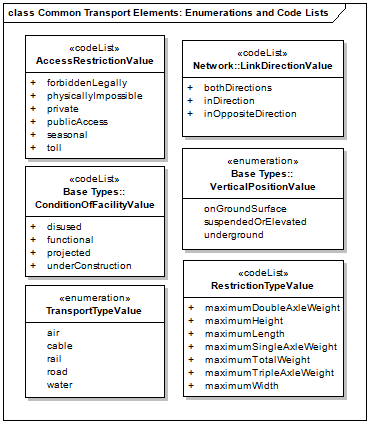 class Common Transport Elements: Enumerations and Code Lists
«codeList»
AccessRestrictionValue
+ forbiddenLegally
+ physicallyImpossible
+ private
+ publicAccess
+ seasonal
+ toll
«codeList»
Base Types::
ConditionOfFacilityValue
+ disused
+ functional
+ projected
+ underConstruction
«enumeration»
TransportTypeValue
air
cable
rail
road
water
«codeList»
Network::LinkDirectionValue
+ bothDirections
+ inDirection
+ inOppositeDirection
«enumeration»
Base Types::
VerticalPositionValue
onGroundSurface
suspendedOrElevated
underground
«codeList»
RestrictionTypeValue
+ maximumDoubleAxleWeight
+ maximumHeight
+ maximumLength
+ maximumSingleAxleWeight
+ maximumTotalWeight
+ maximumTripleAxleWeight
+ maximumWidth